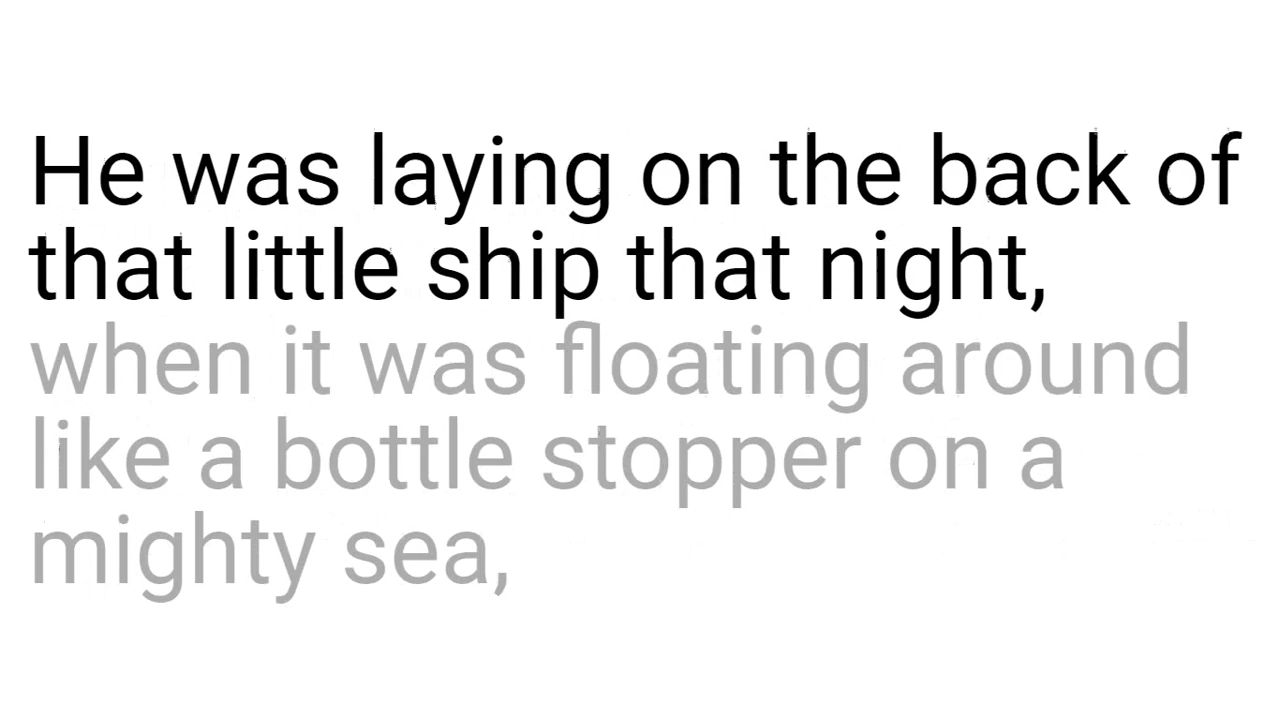 He was laying on the back of
that little ship that night,
when it was floating around
like a bottle stopper on a
mighty sea,